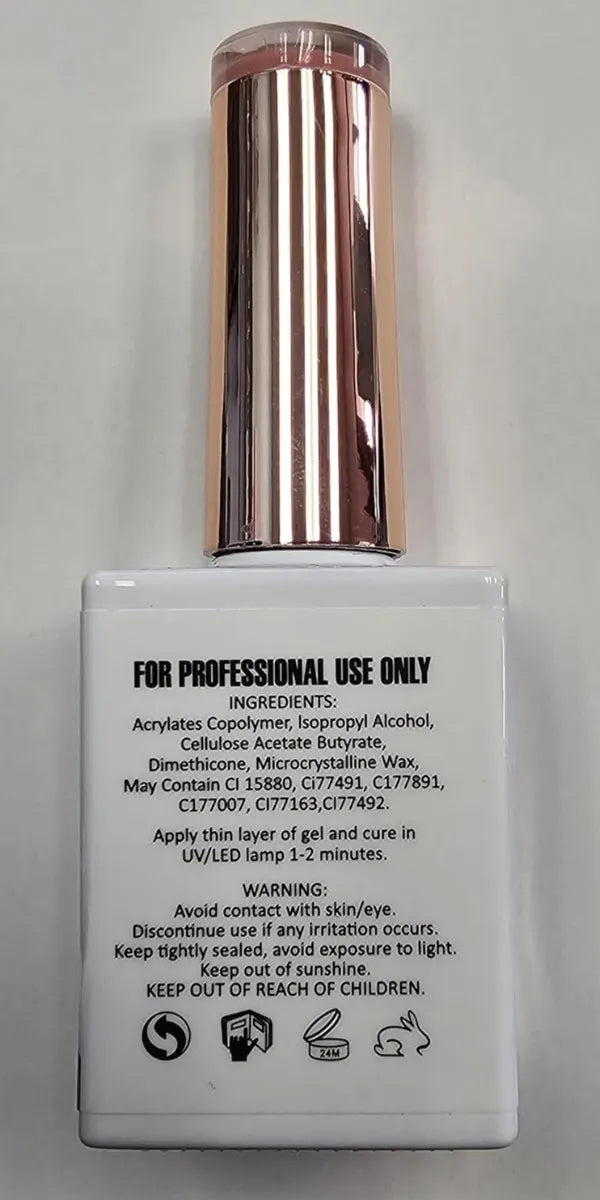 FOR PROFESSIONAL USE ONLY
INGREDIENTS:
Acrylates Copolymer, Isopropyl Alcohol,
Cellulose Acetate Butyrate,
Dimethicone, Microcrystalline Wax,
May Contain CI 15880, Ci77491, C177891,
C177007, CI77163,CI77492.
Apply thin layer of gel and cure in
UV/LED lamp 1-2 minutes.
WARNING:
Avoid contact with skin/eye.
Discontinue use if any irritation occurs.
Keep tightly sealed, avoid exposure to light.
Keep out of sunshine.
KEEP OUT OF REACH OF CHILDREN.
24M